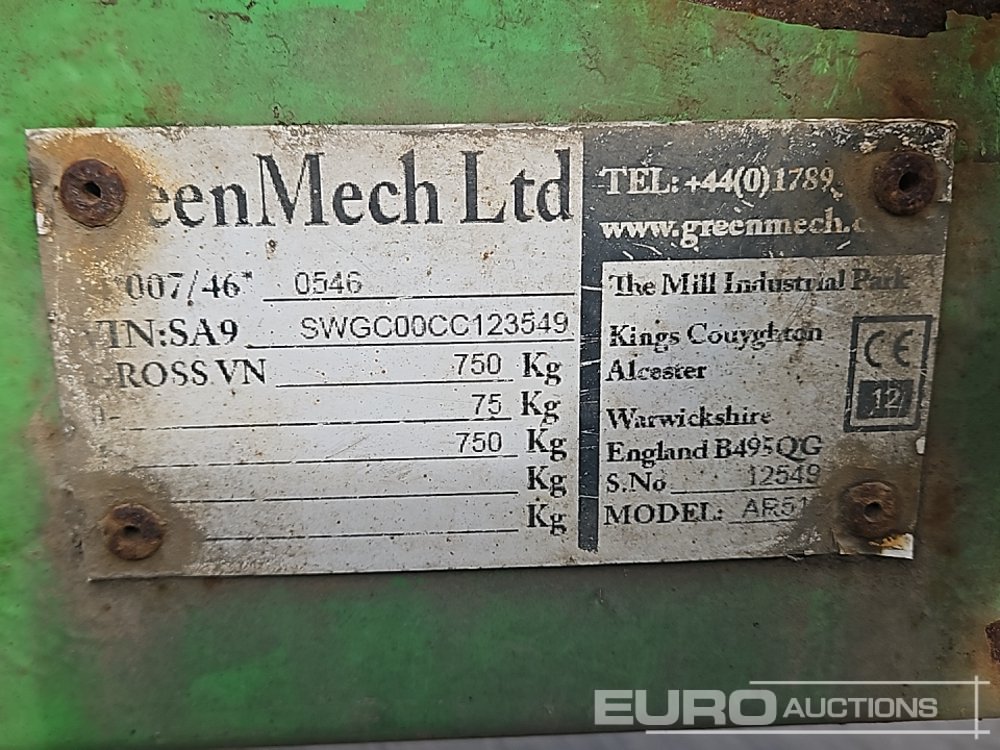 eenMech Ltd
007/46* 0546
VIN:SA9 SWGC00CC123549
GROSS VN 750 Kg
75 Kg
750 Kg
Kg
Kg
TEL: +44(0)1789
www.greenmech.
The Mill Industrial Park
Kings Couyghton
Alcester
Warwickshire
England B495QG
S.No 12549
MODEL: AR51
CE
12
EURO AUCTIONS